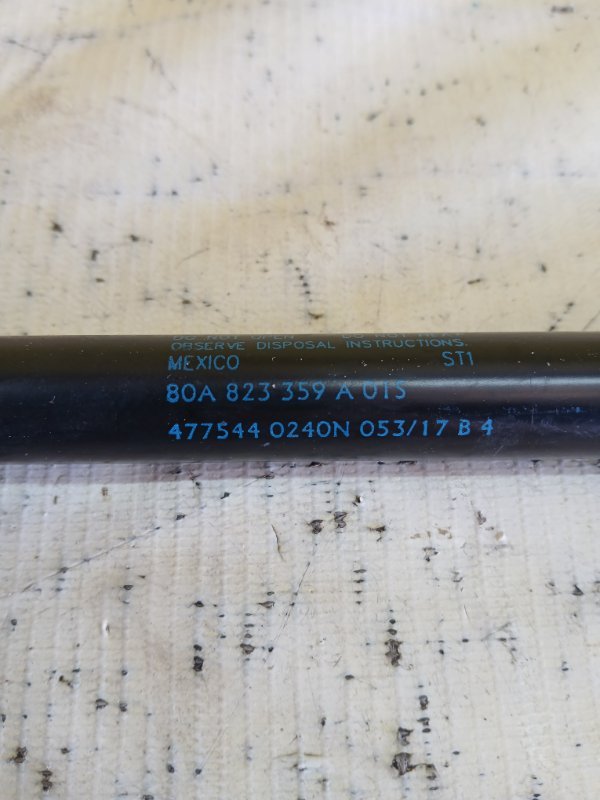 OBSERVE DISPOSAL INSTRUCTIONS.
MEXICO ST1
80A 823 359 A 01S
477544 0240N 053/17 B 4